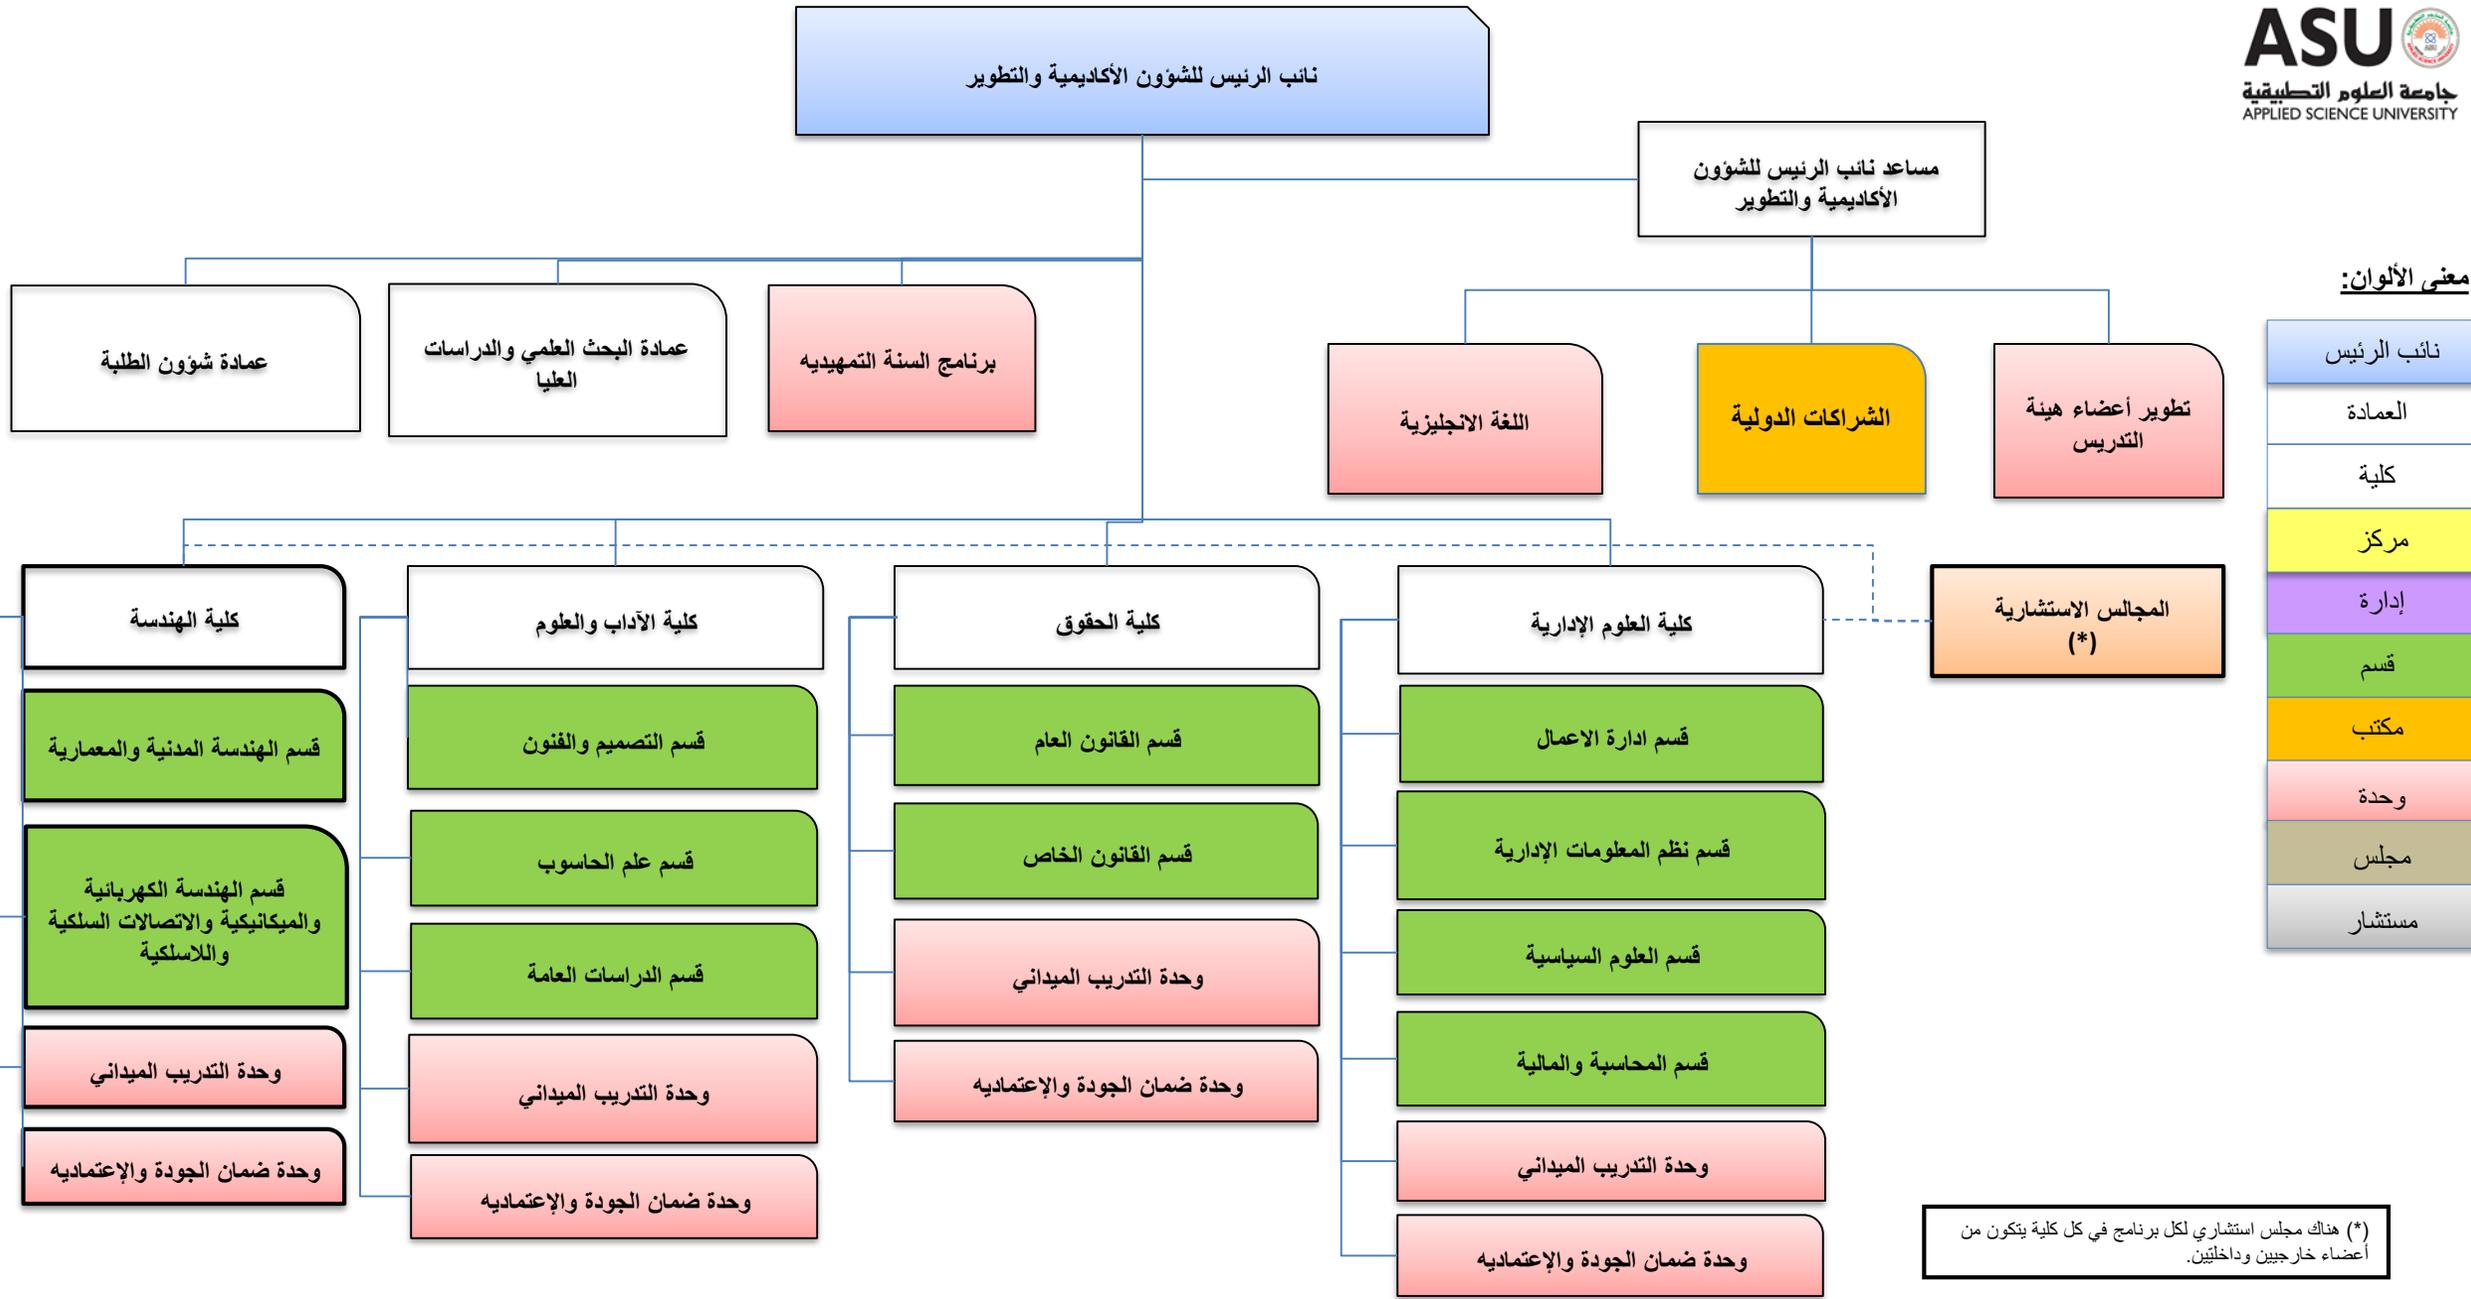 ASU
جامعة العلوم التطبيقية
APPLIED SCIENCE UNIVERSITY
نائب الرئيس للشؤون الأكاديمية والتطوير
مساعد نائب الرئيس للشؤون
الأكاديمية والتطوير
تطوير أعضاء هيئة
التدريس
الشراكات الدولية
اللغة الانجليزية
برنامج السنة التمهيديه
عمادة البحث العلمي والدراسات
العليا
عمادة شؤون الطلبة
معنى الألوان:
نائب الرئيس
العمادة
كلية
مركز
إدارة
قسم
مكتب
وحدة
مجلس
مستشار
المجالس الاستشارية
(*)
كلية العلوم الإدارية
قسم ادارة الاعمال
قسم نظم المعلومات الإدارية
قسم العلوم السياسية
قسم المحاسبة والمالية
وحدة التدريب الميداني
وحدة ضمان الجودة والإعتماديه
كلية الحقوق
قسم القانون العام
قسم القانون الخاص
وحدة التدريب الميداني
وحدة ضمان الجودة والإعتماديه
كلية الآداب والعلوم
قسم التصميم والفنون
قسم علم الحاسوب
قسم الدراسات العامة
وحدة التدريب الميداني
وحدة ضمان الجودة والإعتماديه
كلية الهندسة
قسم الهندسة المدنية والمعمارية
قسم الهندسة الكهربائية
والميكانيكية والاتصالات السلكية
واللاسلكية
وحدة التدريب الميداني
وحدة ضمان الجودة والإعتماديه
(*) هناك مجلس استشاري لكل برنامج في كل كلية يتكون من
أعضاء خارجيين وداخليّين.